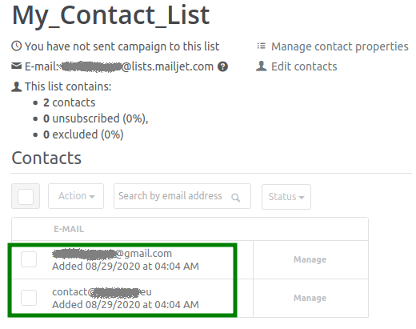 My_Contact_List
You have not sent campaign to this list
Manage contact properties
E-mail: @lists.mailjet.com ?
Edit contacts
This list contains:
2 contacts
0 unsubscribed (0%),
0 excluded (0%)
Contacts
Action
Search by email address
Status
E-MAIL
@gmail.com
Added 08/29/2020 at 04:04 AM
Manage
contact@ eu
Added 08/29/2020 at 04:04 AM
Manage